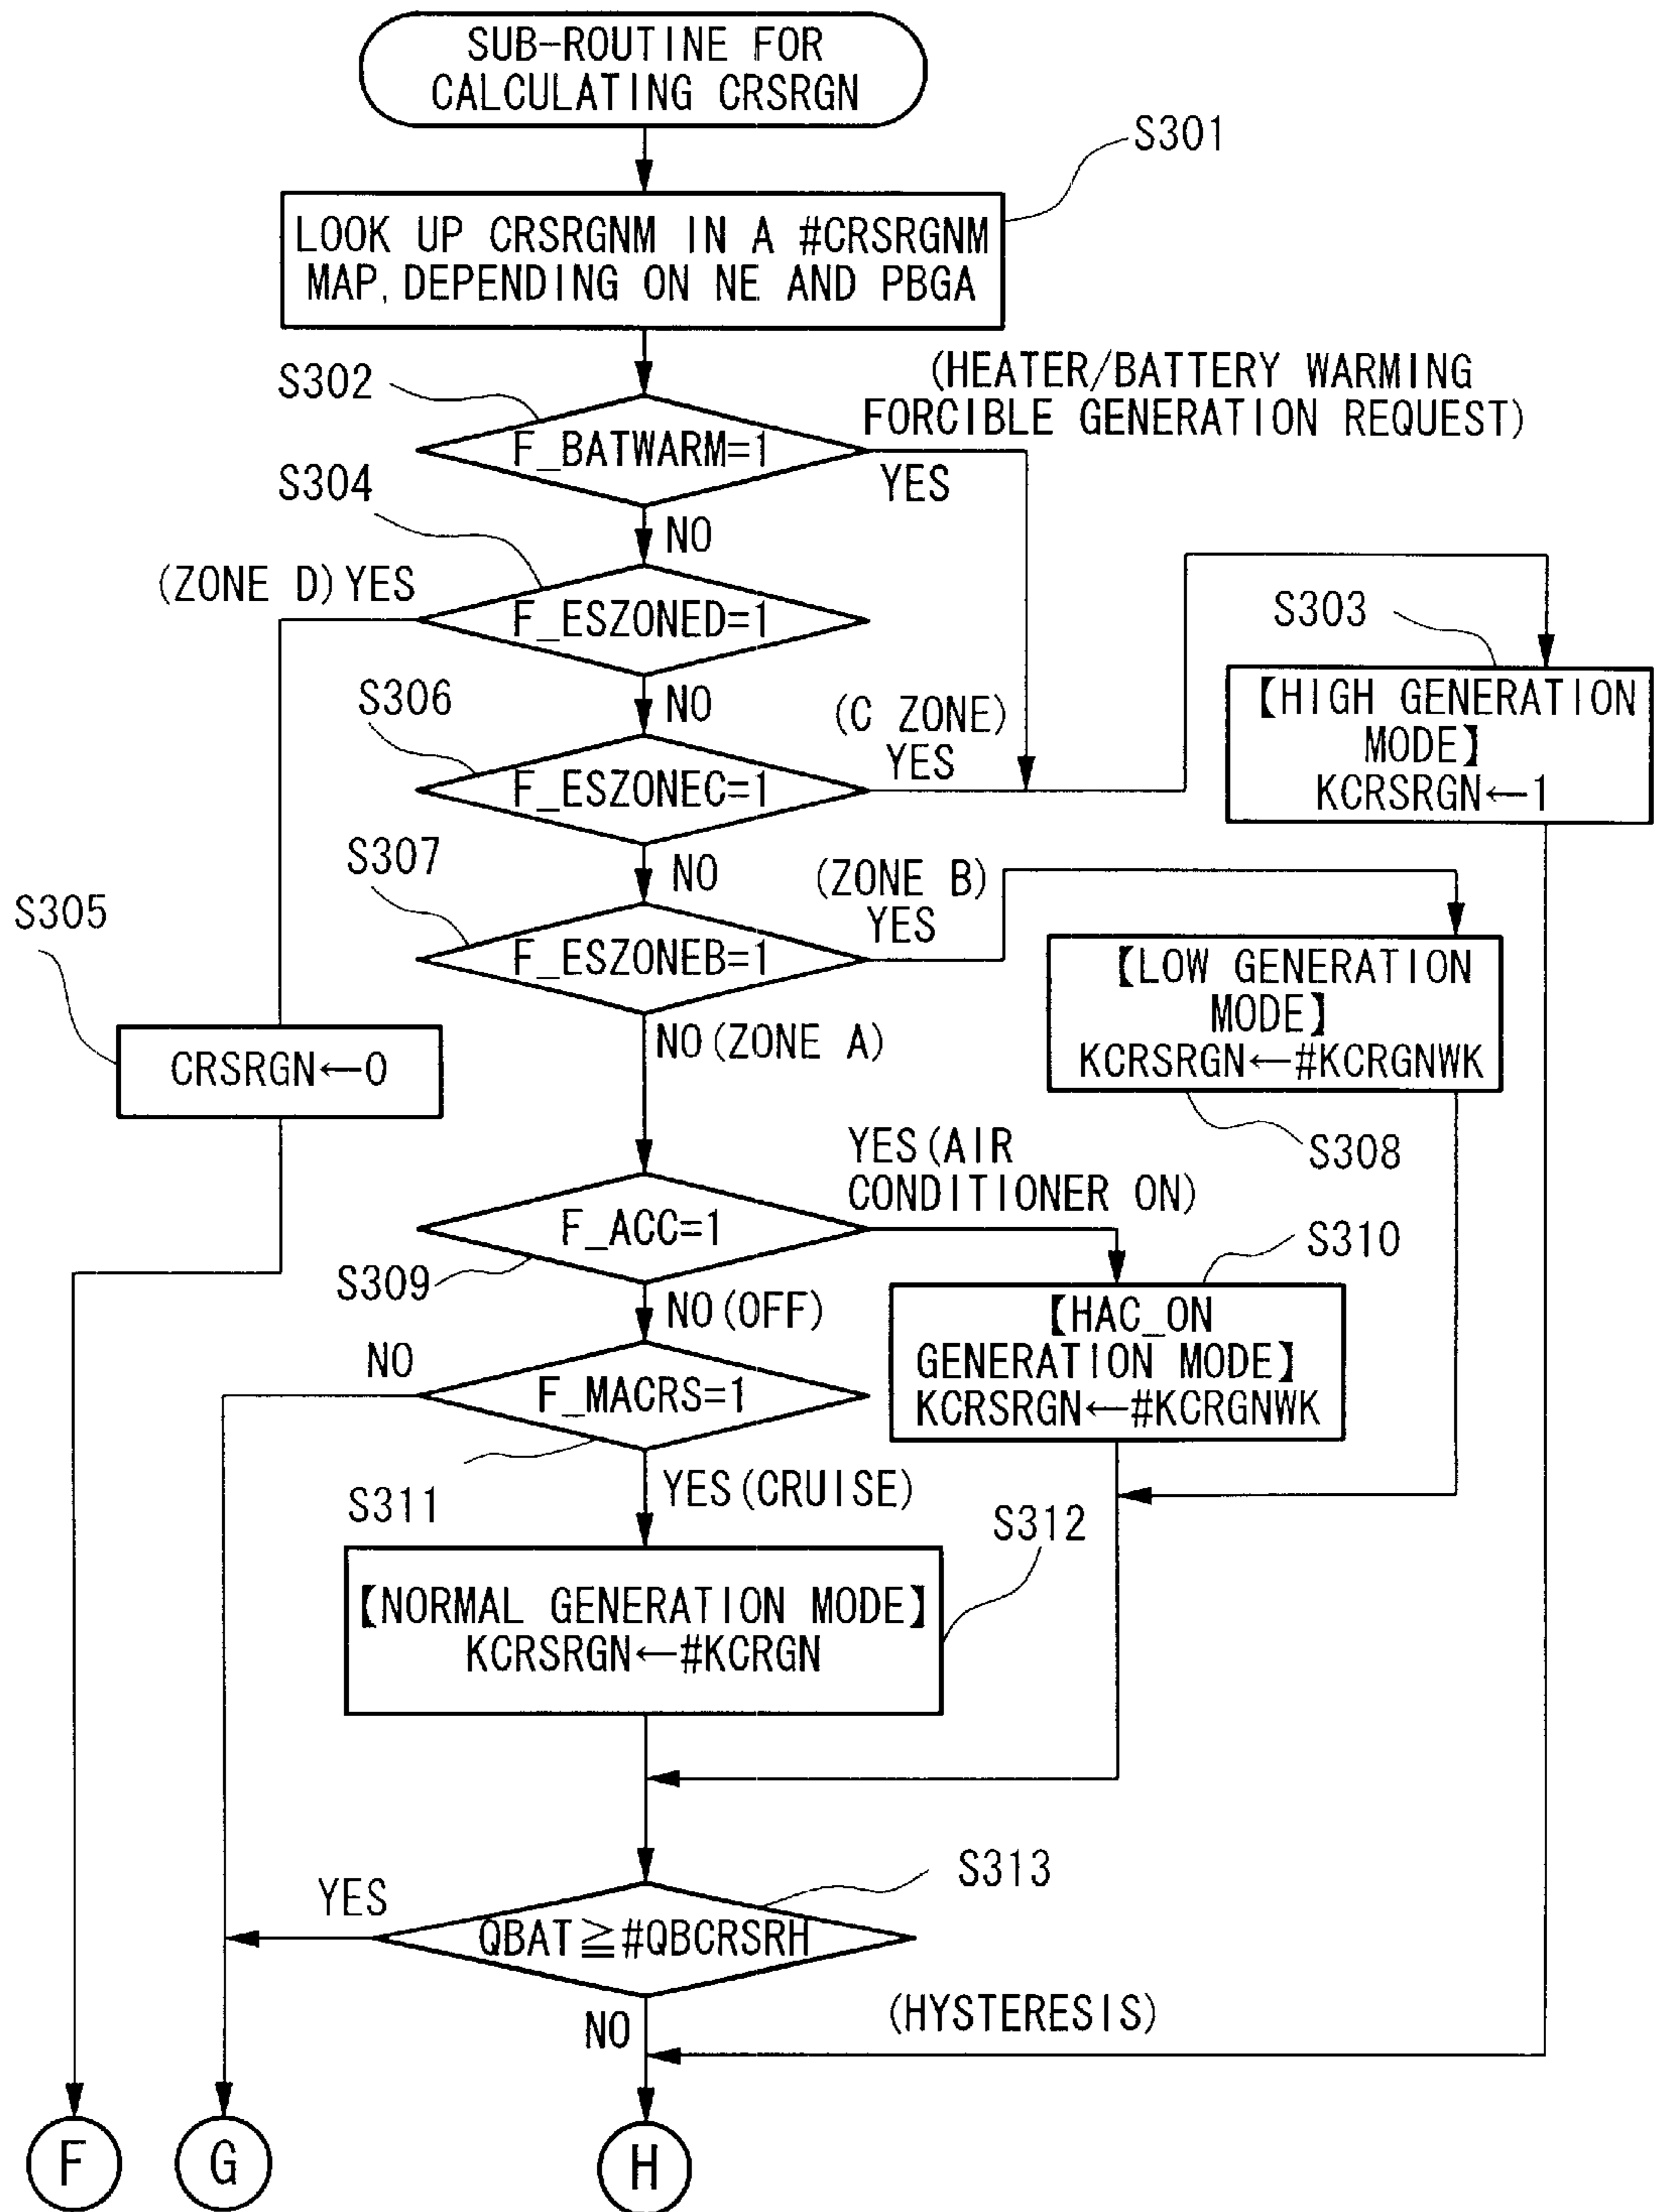 SUB-ROUTINE FOR
CALCULATING CRSRGN
S301
LOOK UP CRSRGNM IN A #CRSRGNM
MAP, DEPENDING ON NE AND PBGA
S302
(HEATER/BATTERY WARMING
FORCIBLE GENERATION REQUEST)
F_BATWARM=1
YES
S304
NO
(ZONE D) YES
F_ESZONED=1
S303
【HIGH GENERATION
MODE】
KCRSRGN←1
S306
NO
(C ZONE)
YES
F_ESZONEC=1
S307
NO
(ZONE B)
YES
S305
F_ESZONEB=1
【LOW GENERATION
MODE】
KCRSRGN←#KCRGNWK
NO (ZONE A)
CRSRGN←0
S308
YES (AIR
CONDITIONER ON)
F_ACC=1
S310
S309
NO (OFF)
【HAC_ON
GENERATION MODE】
KCRSRGN←#KCRGNWK
NO
F_MACRS=1
S311
YES (CRUISE)
S312
【NORMAL GENERATION MODE】
KCRSRGN←#KCRGN
S313
YES
QBAT≧#QBCRSRH
NO
(HYSTERESIS)
F
G
H